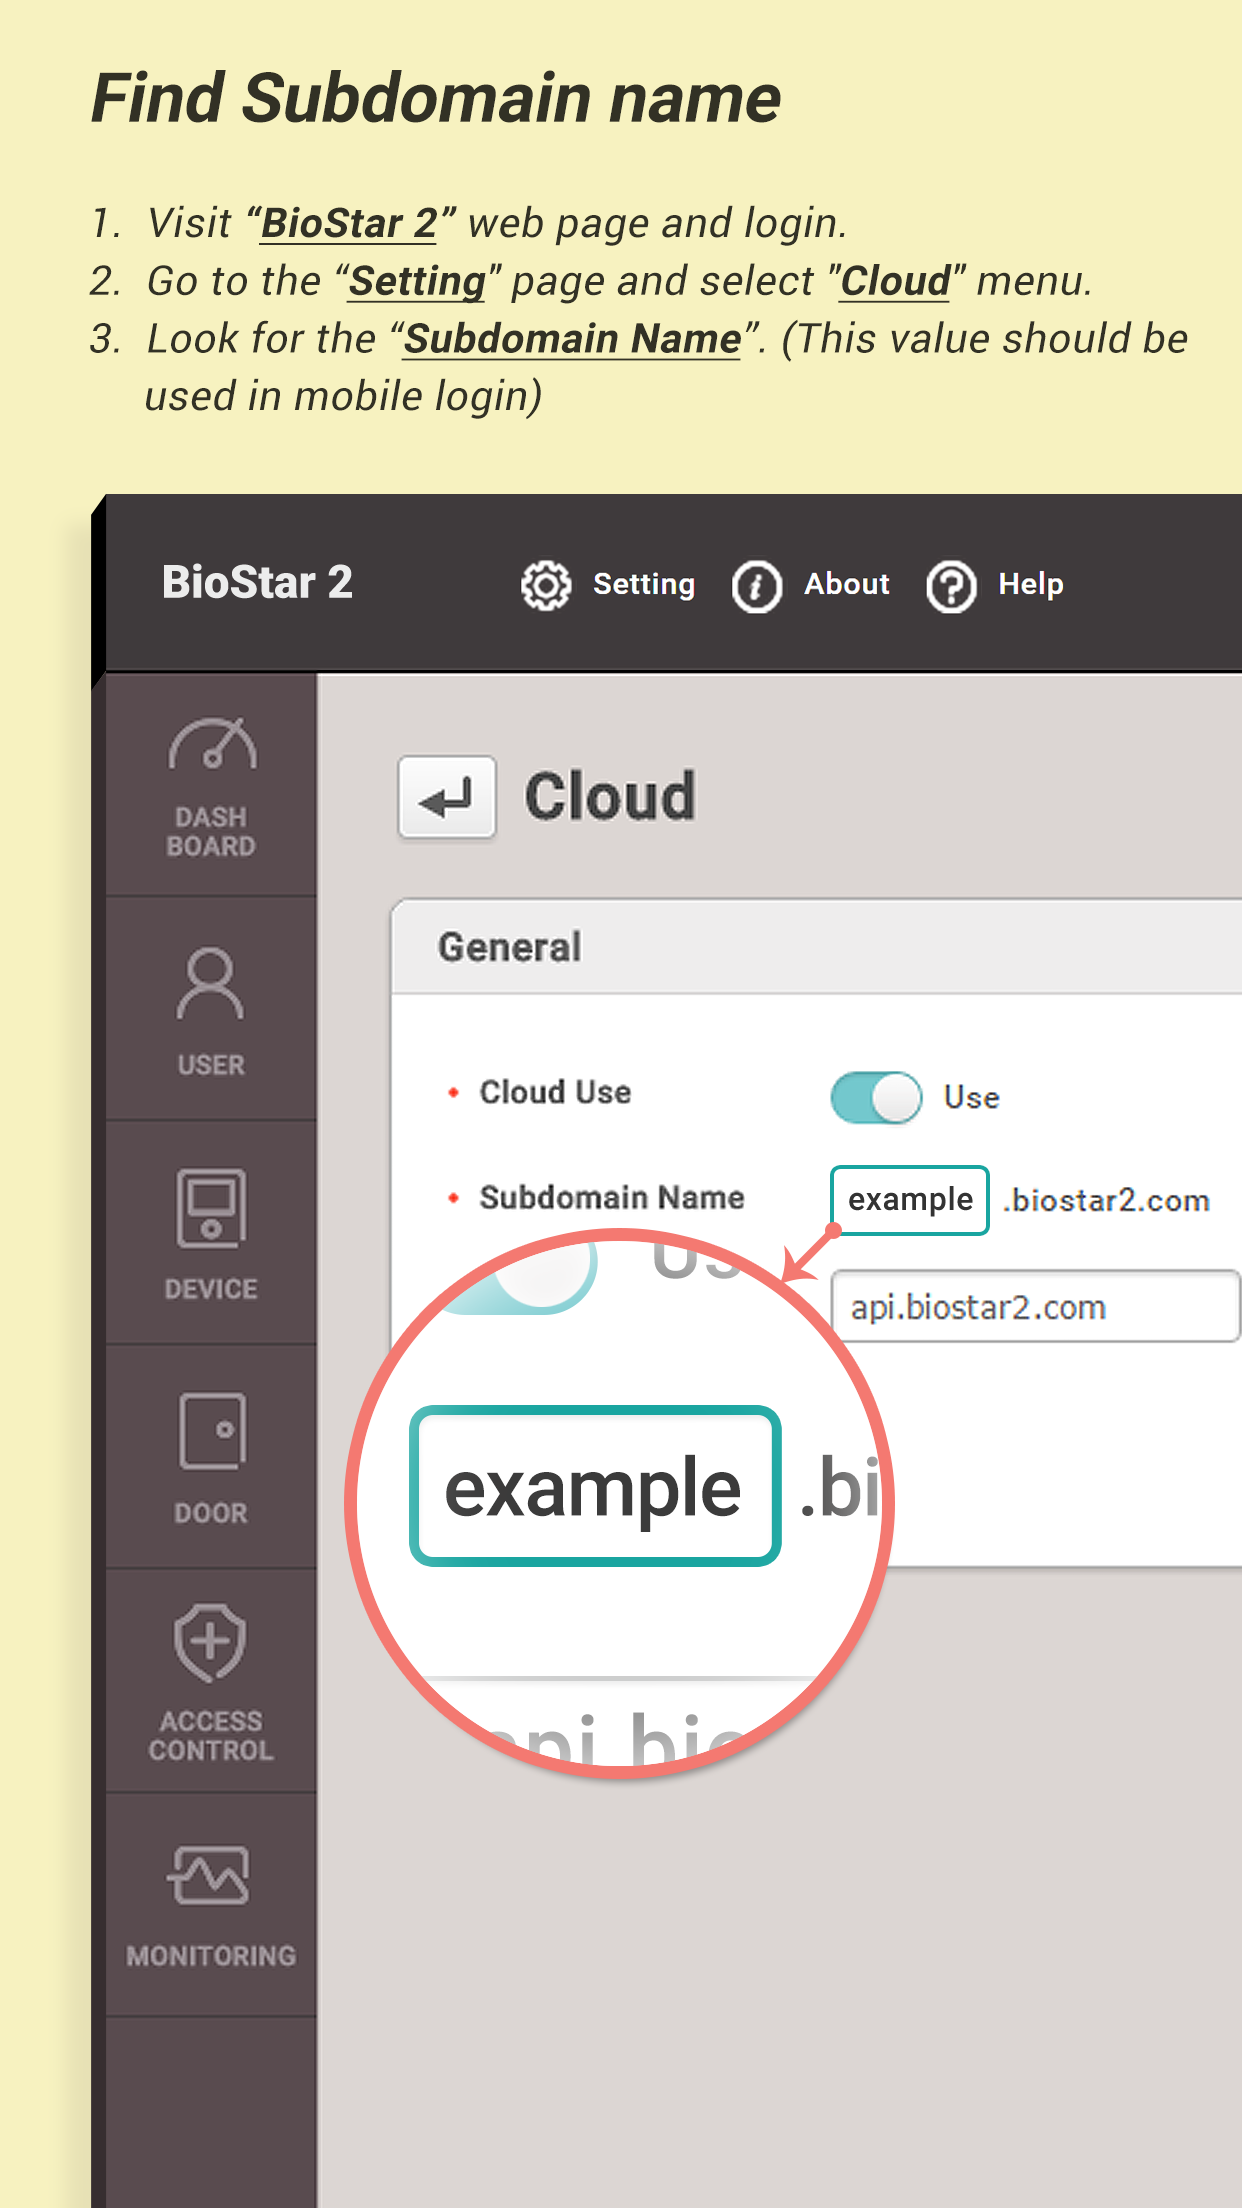 Find Subdomain name
1. Visit “BioStar 2” web page and login.
2. Go to the “Setting" page and select "Cloud" menu.
3. Look for the “Subdomain Name”. (This value should be
used in mobile login)
BioStar 2 Setting About Help
DASH
BOARD
Cloud
General
USER
Cloud Use Use
Subdomain Name example .biostar2.com
Us
DEVICE
api.biostar2.com
example .bi
DOOR
ACCESS
CONTROL
api.bio
MONITORING